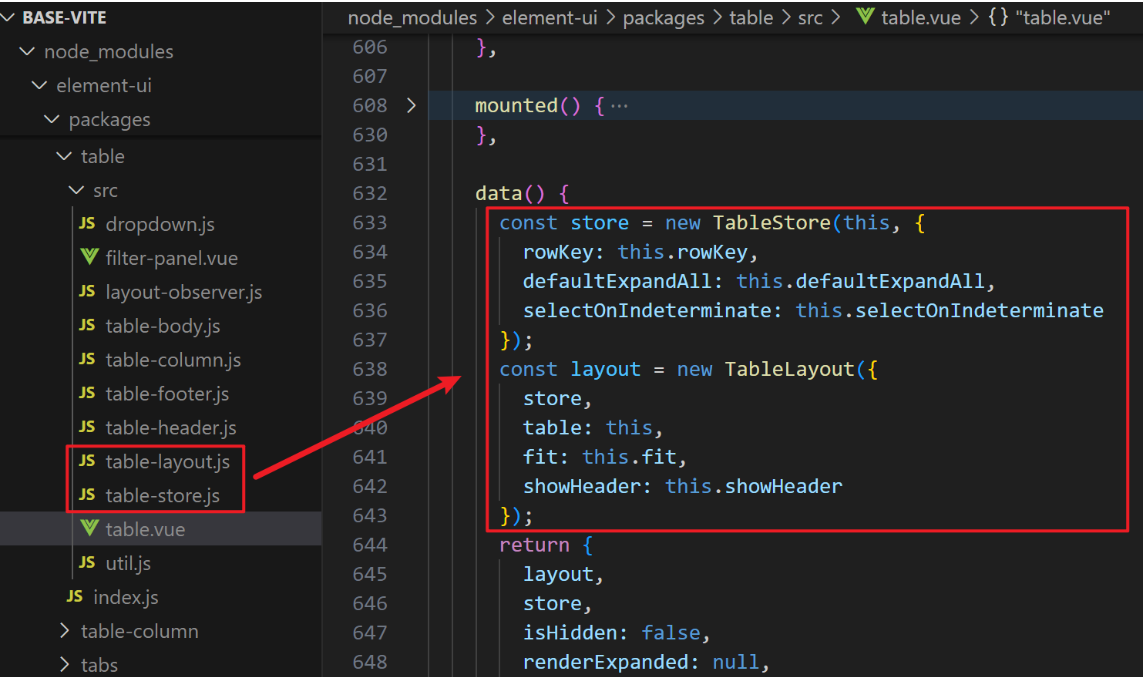 BASE-VITE
node_modules
element-ui
packages
table
src
JS dropdown.js
filter-panel.vue
JS layout-observer.js
JS table-body.js
JS table-column.js
JS table-footer.js
JS table-header.js
JS table-layout.js
JS table-store.js
table.vue
JS util.js
JS index.js
table-column
tabs
node_modules > element-ui > packages > table > src > table.vue > {} "table.vue"
606 },
607
608 > mounted() { ···
630 },
631
632 data() {
633 const store = new TableStore(this, {
634 rowKey: this.rowKey,
635 defaultExpandAll: this.defaultExpandAll,
636 selectOnIndeterminate: this.selectOnIndeterminate
637 });
638 const layout = new TableLayout({
639 store,
640 table: this,
641 fit: this.fit,
642 showHeader: this.showHeader
643 });
644 return {
645 layout,
646 store,
647 isHidden: false,
648 renderExpanded: null,